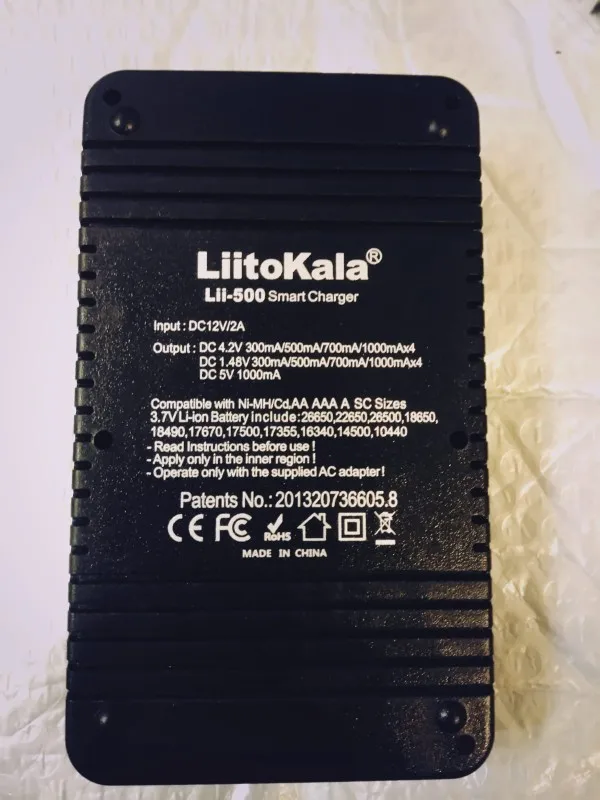 LiitoKala®
Lii-500 Smart Charger
Input : DC12V/2A
Output : DC 4.2V 300mA/500mA/700mA/1000mAx4
DC 1.48V 300mA/500mA/700mA/1000mAx4
DC 5V 1000mA
Compatible with Ni-MH/Cd,AA AAA A SC Sizes
3.7V Li-ion Battery include:26650,22650,26500,18650,
18490,17670,17500,17355,16340,14500,10440
- Read Instructions before use !
- Apply only in the inner region !
- Operate only with the supplied AC adapter!
Patents No.: 201320736605.8
CE FC RoHS
MADE IN CHINA